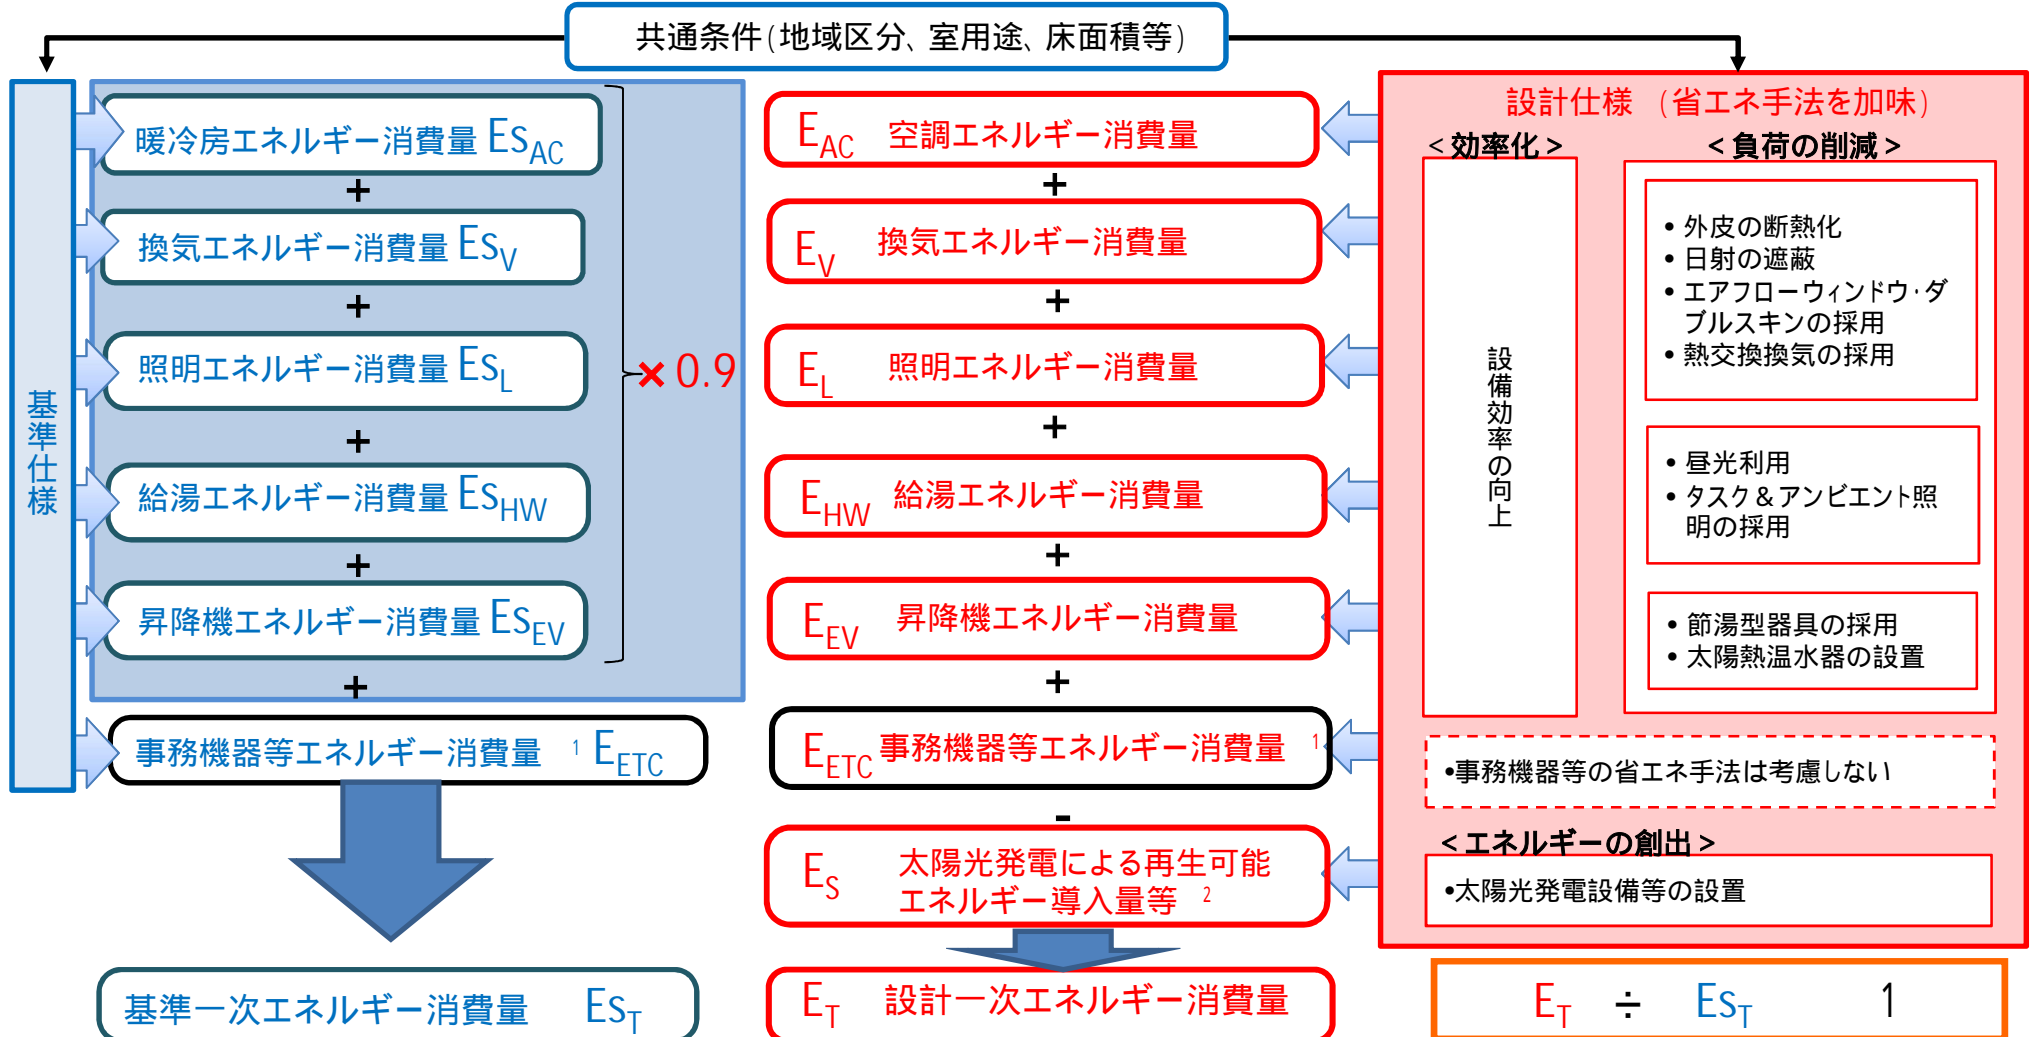 共通条件(地域区分、室用途、床面積等)
基準仕様
暖冷房エネルギー消費量 EsAC
+
換気エネルギー消費量 EsV
+
照明エネルギー消費量 EsL
+
給湯エネルギー消費量 EsHW
+
昇降機エネルギー消費量 EsEV
+
× 0.9
事務機器等エネルギー消費量 1 EETC
基準一次エネルギー消費量 EsT
EAC 空調エネルギー消費量
+
EV 換気エネルギー消費量
+
EL 照明エネルギー消費量
+
EHW 給湯エネルギー消費量
+
EEV 昇降機エネルギー消費量
+
EETC 事務機器等エネルギー消費量 1
-
ES 太陽光発電による再生可能
エネルギー導入量等 2
ET 設計一次エネルギー消費量
設計仕様 (省エネ手法を加味)
<効率化>
設備効率の向上
<負荷の削減>
•外皮の断熱化
•日射の遮蔽
•エアフローウィンドウ・ダ
ブルスキンの採用
•熱交換換気の採用
•昼光利用
•タスク&アンビエント照
明の採用
•節湯型器具の採用
•太陽熱温水器の設置
•事務機器等の省エネ手法は考慮しない
<エネルギーの創出>
•太陽光発電設備等の設置
ET ÷ EsT 1